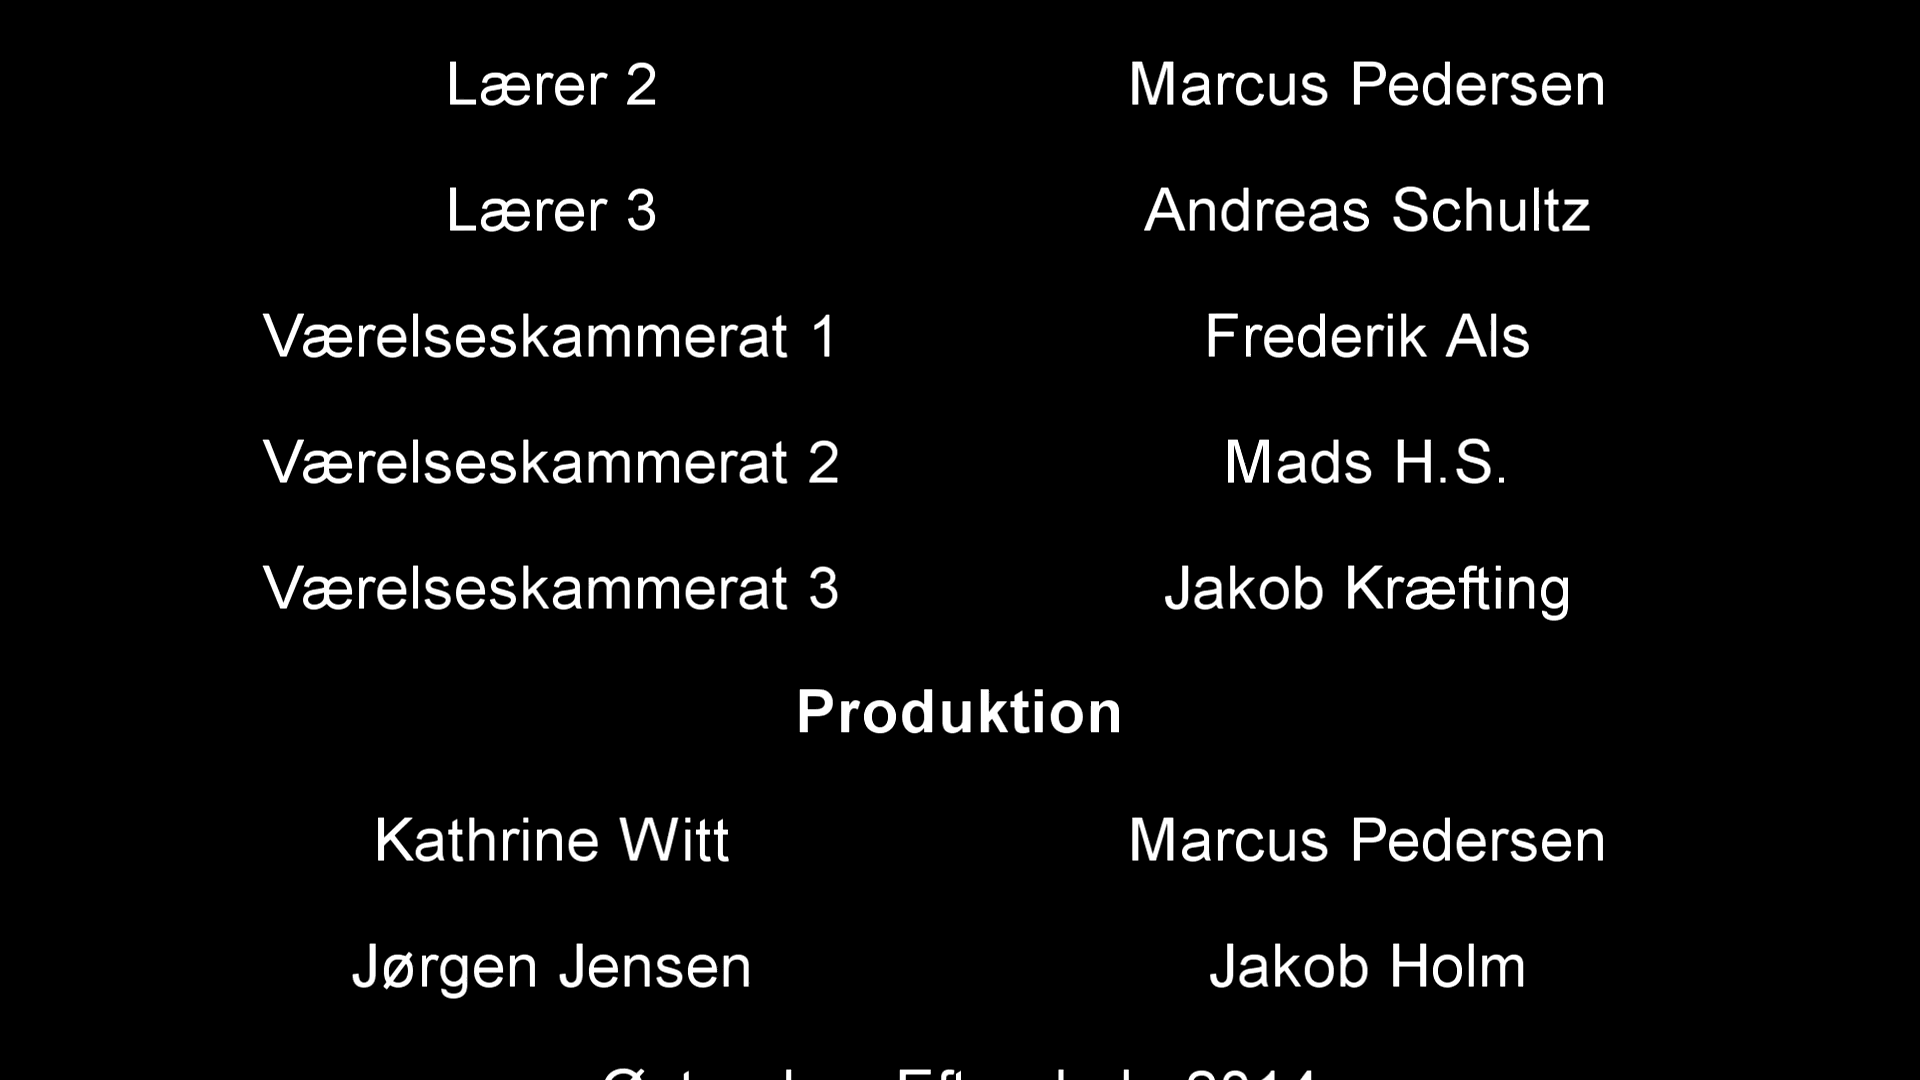 Lærer 2 Marcus Pedersen
Lærer 3 Andreas Schultz
Værelseskammerat 1 Frederik Als
Værelseskammerat 2 Mads H.S.
Værelseskammerat 3 Jakob Kræfting
Produktion
Kathrine Witt Marcus Pedersen
Jørgen Jensen Jakob Holm
2014